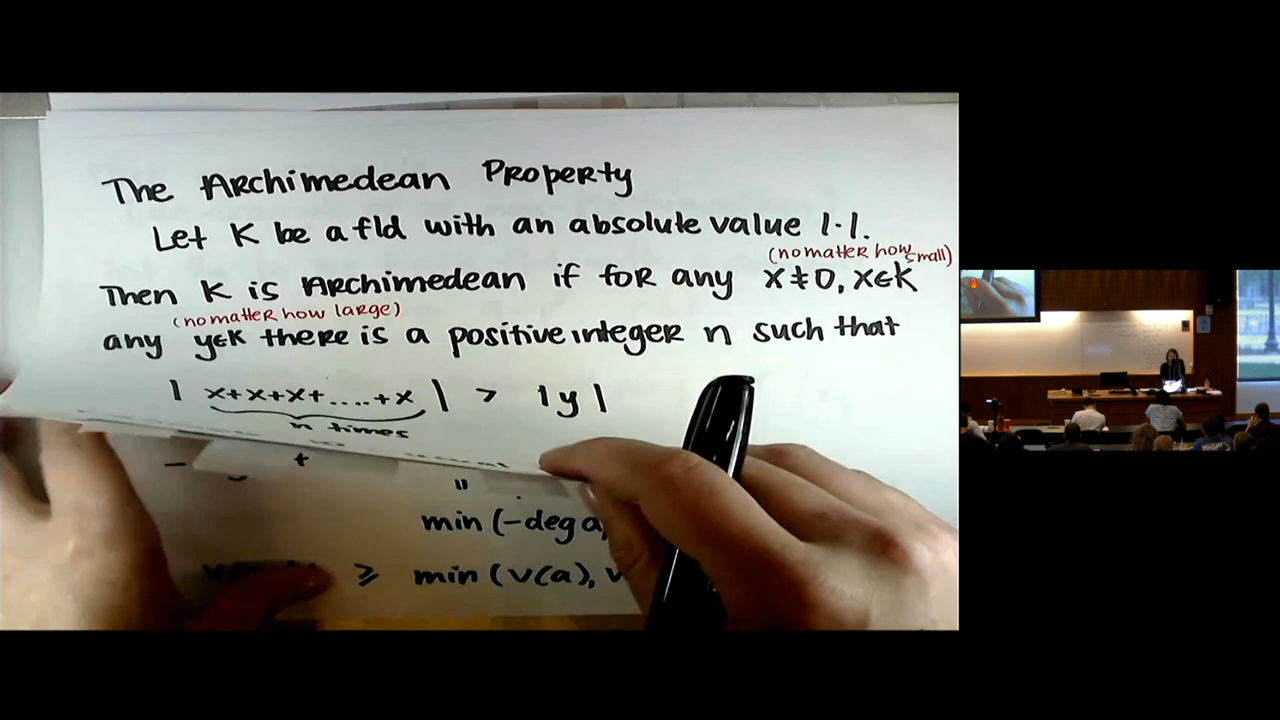 The Archimedean Property
Let K be a fld with an absolute value |·|.
(no matter how small)
Then K is Archimedean if for any x≠0, x∈K
(no matter how large)
any y∈K there is a positive integer n such that
| x+x+x+....+x | > |y|
n times
min (-deg a,
≥ min (v(a), v